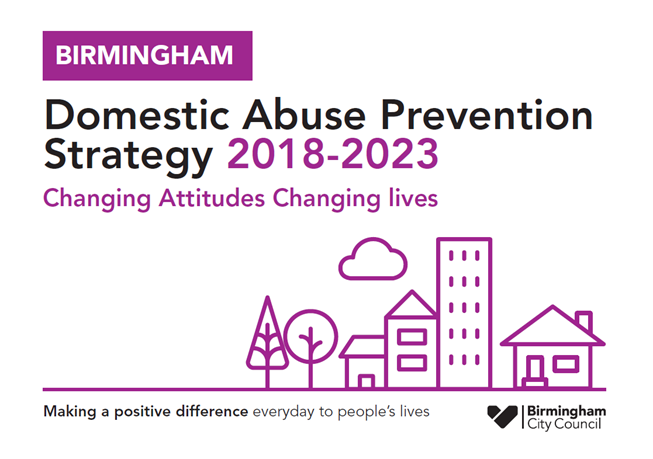 BIRMINGHAM
Domestic Abuse Prevention
Strategy 2018-2023
Changing Attitudes Changing lives
Making a positive difference everyday to people's lives
Birmingham
City Council